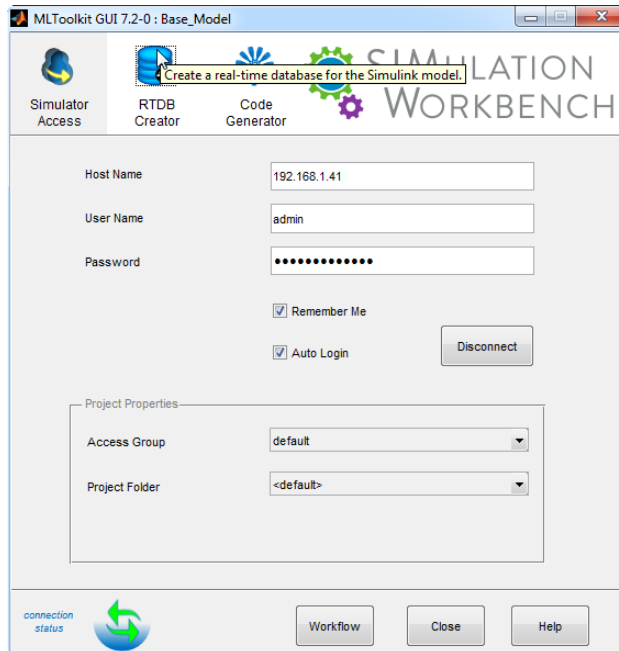 MLToolkit GUI 7.2-0 : Base_Model
SIMULATION
WORKBENCH
Create a real-time database for the Simulink model.
Simulator
Access
RTDB
Creator
Code
Generator
Host Name
192.168.1.41
User Name
admin
Password
•••••••••••••
Remember Me
Auto Login
Disconnect
Project Properties
Access Group
default
Project Folder
<default>
connection
status
Workflow
Close
Help